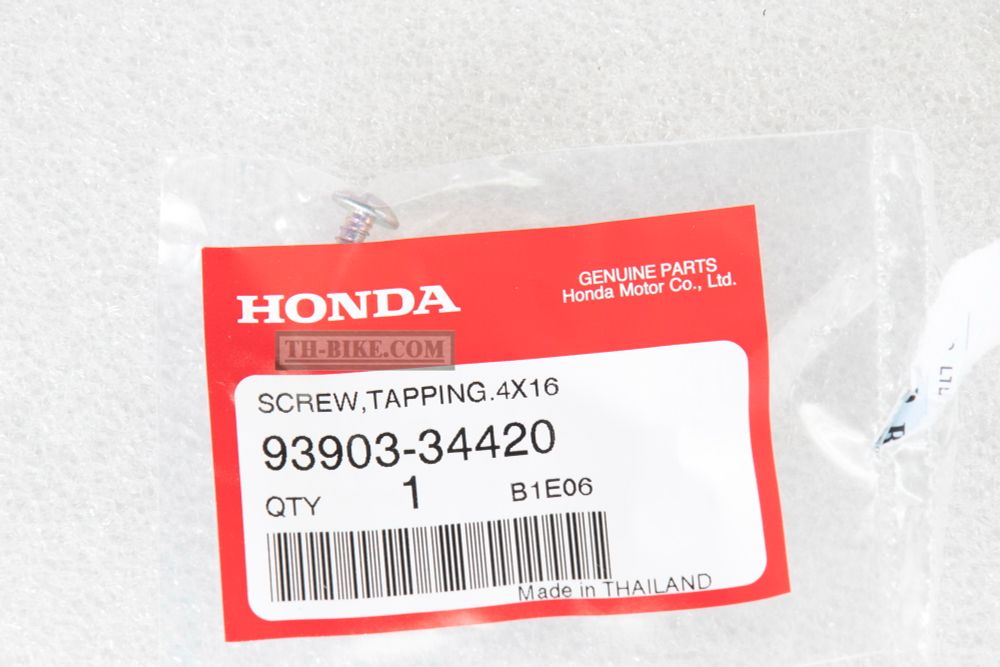 HONDA
GENUINE PARTS
Honda Motor Co., Ltd.
TH-BIKE.COM
SCREW,TAPPING.4X16
93903-34420
QTY 1 B1E06
Made in THAILAND
LTL
R